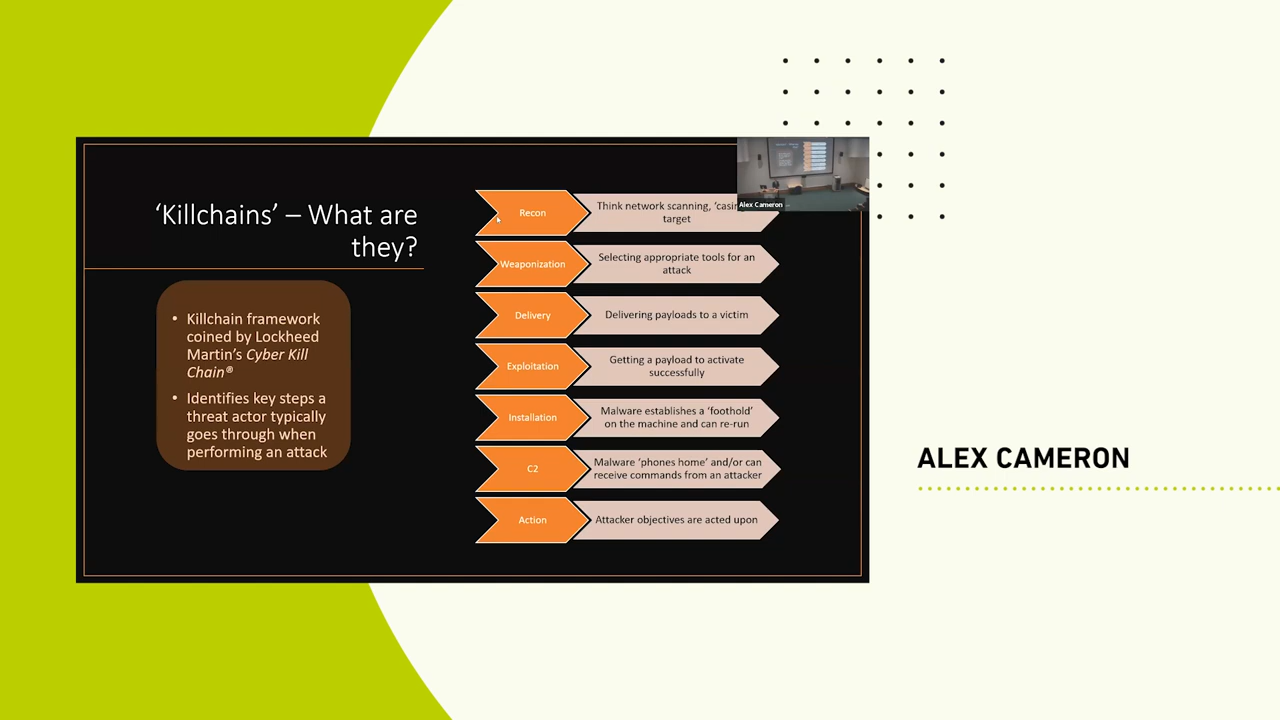 'Killchains' – What are
they?
• Killchain framework
coined by Lockheed
Martin's Cyber Kill
Chain®
• Identifies key steps a
threat actor typically
goes through when
performing an attack
Recon
Think network scanning,
target
Weaponization
Selecting appropriate tools for an
attack
Delivery
Delivering payloads to a victim
Exploitation
Getting a payload to activate
successfully
Installation
Malware establishes a 'foothold'
on the machine and can re-run
C2
Malware 'phones home' and/or can
receive commands from an attacker
Action
Attacker objectives are acted upon
Alex Cameron
ALEX CAMERON